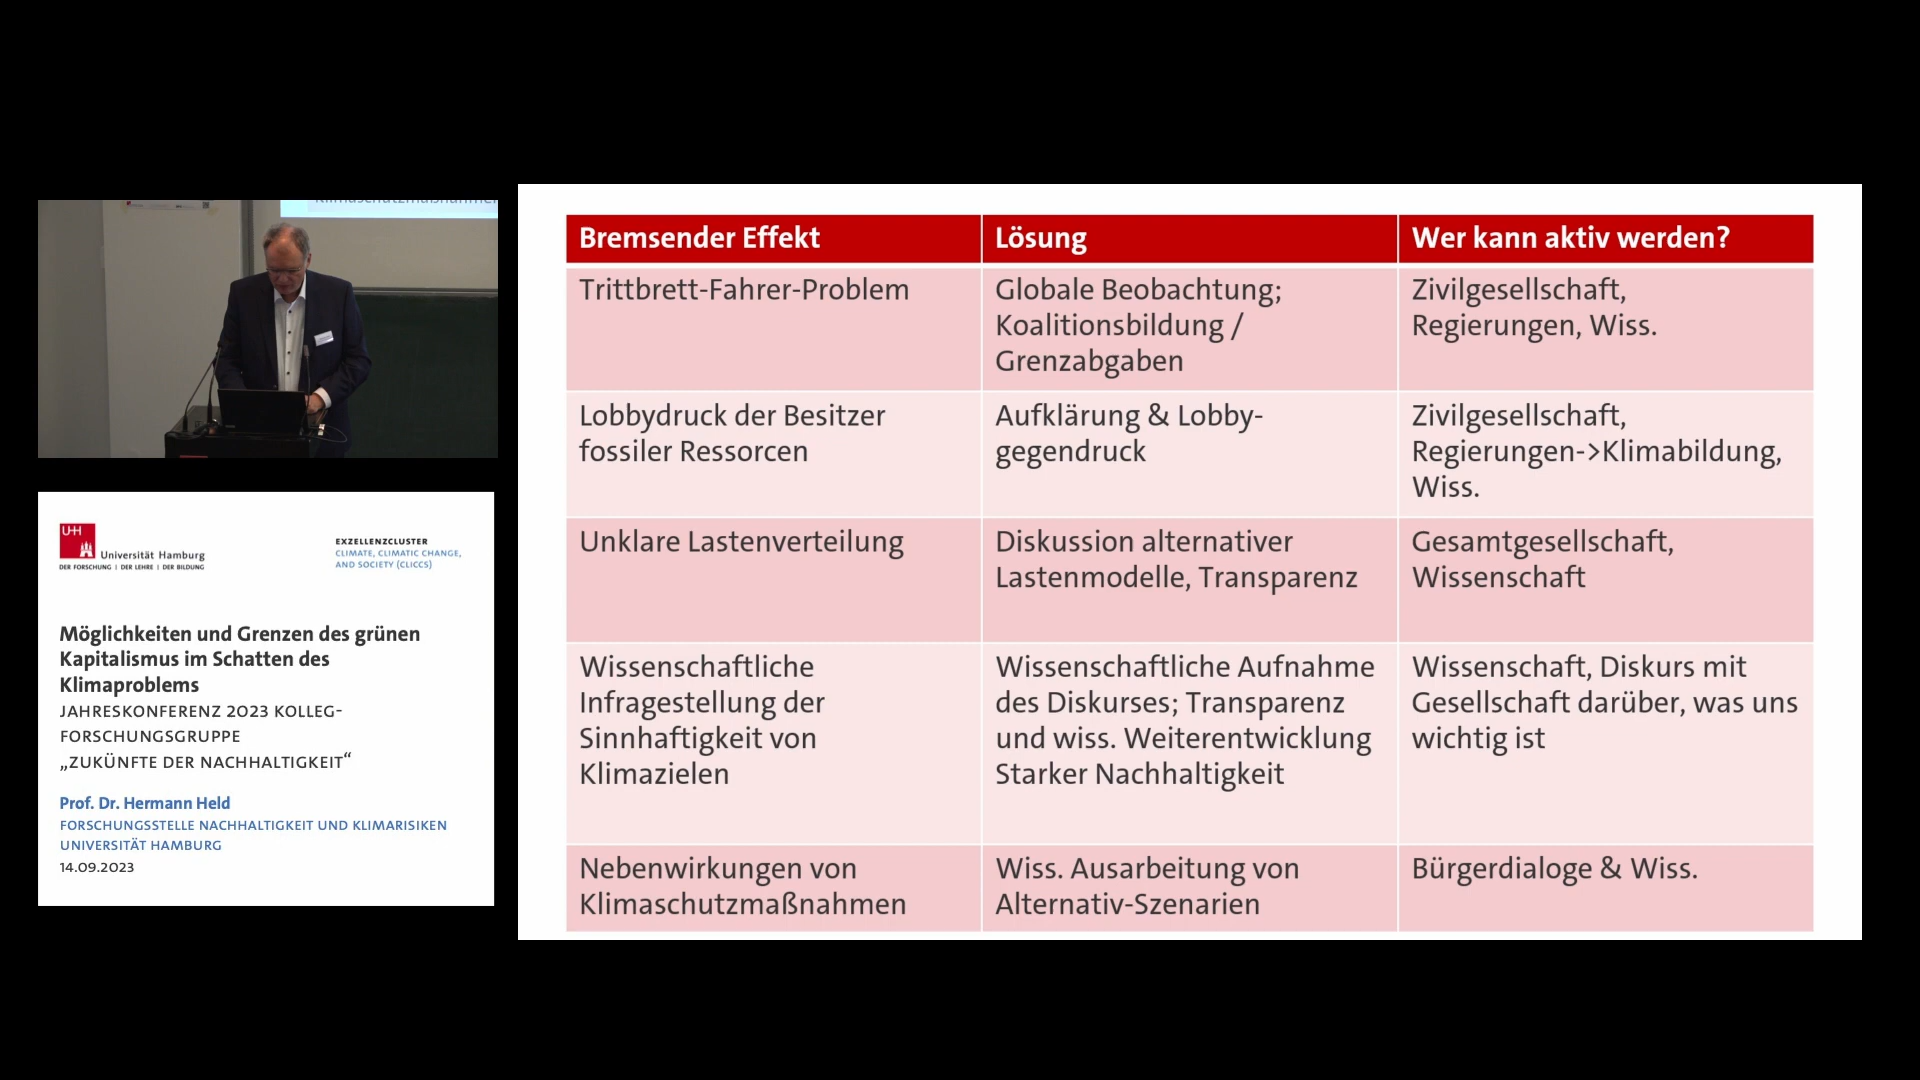 Klimaschutzmaßnahmen
UHH
Universität Hamburg
DER FORSCHUNG | DER LEHRE | DER BILDUNG
EXZELLENZCLUSTER
CLIMATE, CLIMATIC CHANGE,
AND SOCIETY (CLICCS)
Möglichkeiten und Grenzen des grünen
Kapitalismus im Schatten des
Klimaproblems
JAHRESKONFERENZ 2023 KOLLEG-
FORSCHUNGSGRUPPE
„ZUKÜNFTE DER NACHHALTIGKEIT“
Prof. Dr. Hermann Held
FORSCHUNGSSTELLE NACHHALTIGKEIT UND KLIMARISIKEN
UNIVERSITÄT HAMBURG
14.09.2023
Bremsender Effekt
Lösung
Wer kann aktiv werden?
Trittbrett-Fahrer-Problem
Globale Beobachtung;
Koalitionsbildung /
Grenzabgaben
Zivilgesellschaft,
Regierungen, Wiss.
Lobbydruck der Besitzer
fossiler Ressorcen
Aufklärung & Lobby-
gegendruck
Zivilgesellschaft,
Regierungen->Klimabildung,
Wiss.
Unklare Lastenverteilung
Diskussion alternativer
Lastenmodelle, Transparenz
Gesamtgesellschaft,
Wissenschaft
Wissenschaftliche
Infragestellung der
Sinnhaftigkeit von
Klimazielen
Wissenschaftliche Aufnahme
des Diskurses; Transparenz
und wiss. Weiterentwicklung
Starker Nachhaltigkeit
Wissenschaft, Diskurs mit
Gesellschaft darüber, was uns
wichtig ist
Nebenwirkungen von
Klimaschutzmaßnahmen
Wiss. Ausarbeitung von
Alternativ-Szenarien
Bürgerdialoge & Wiss.